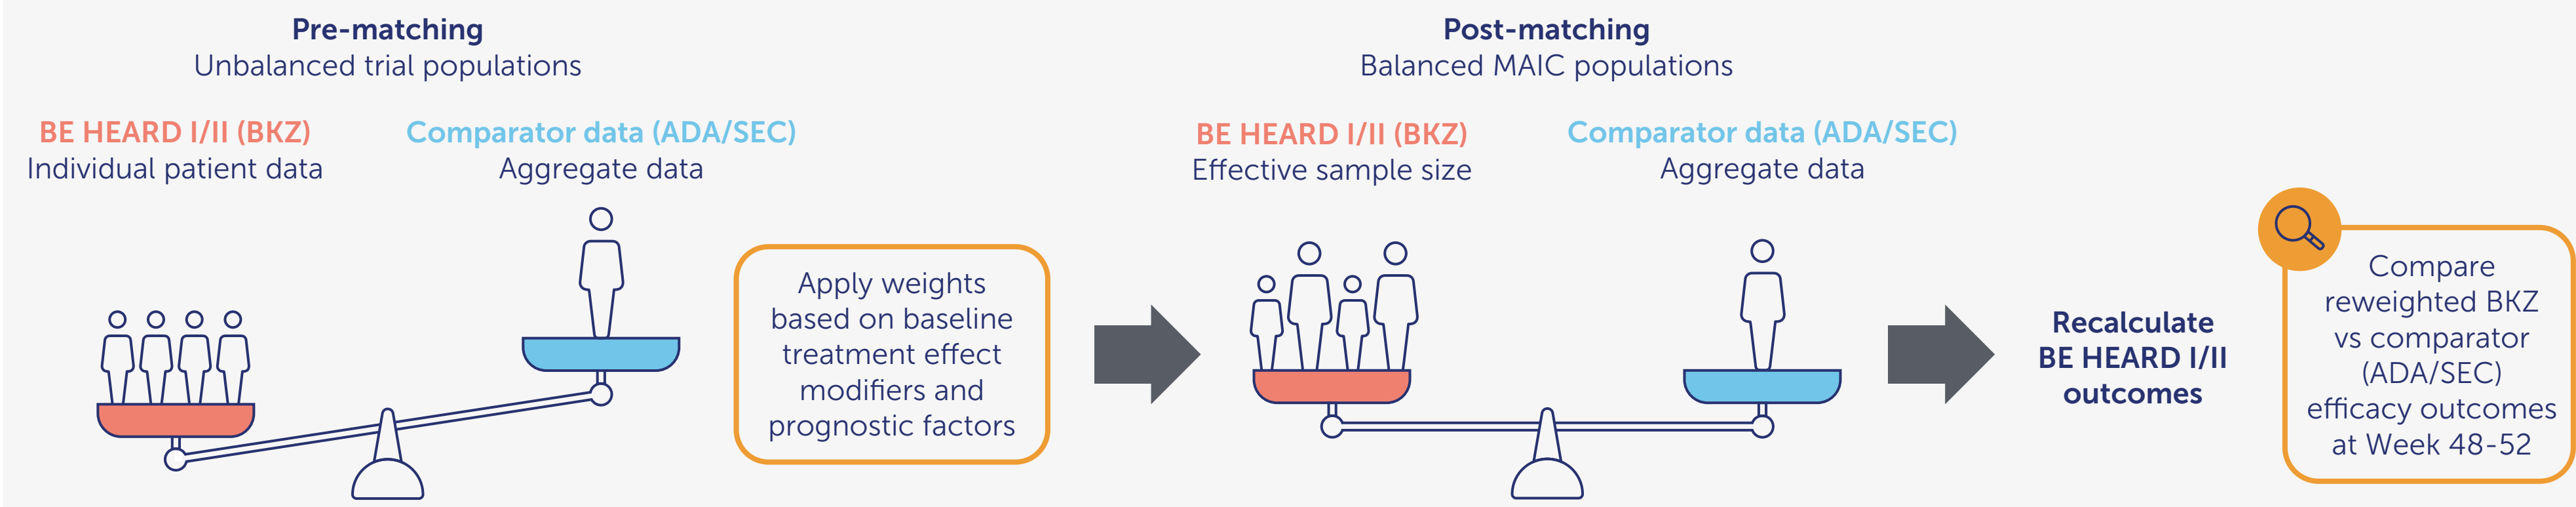 Pre-matching
Unbalanced trial populations
BE HEARD I/II (BKZ)
Individual patient data
Comparator data (ADA/SEC)
Aggregate data
Apply weights
based on baseline
treatment effect
modifiers and
prognostic factors
Post-matching
Balanced MAIC populations
BE HEARD I/II (BKZ)
Effective sample size
Comparator data (ADA/SEC)
Aggregate data
Recalculate
BE HEARD I/II
outcomes
Compare
reweighted BKZ
vs comparator
(ADA/SEC)
efficacy outcomes
at Week 48-52